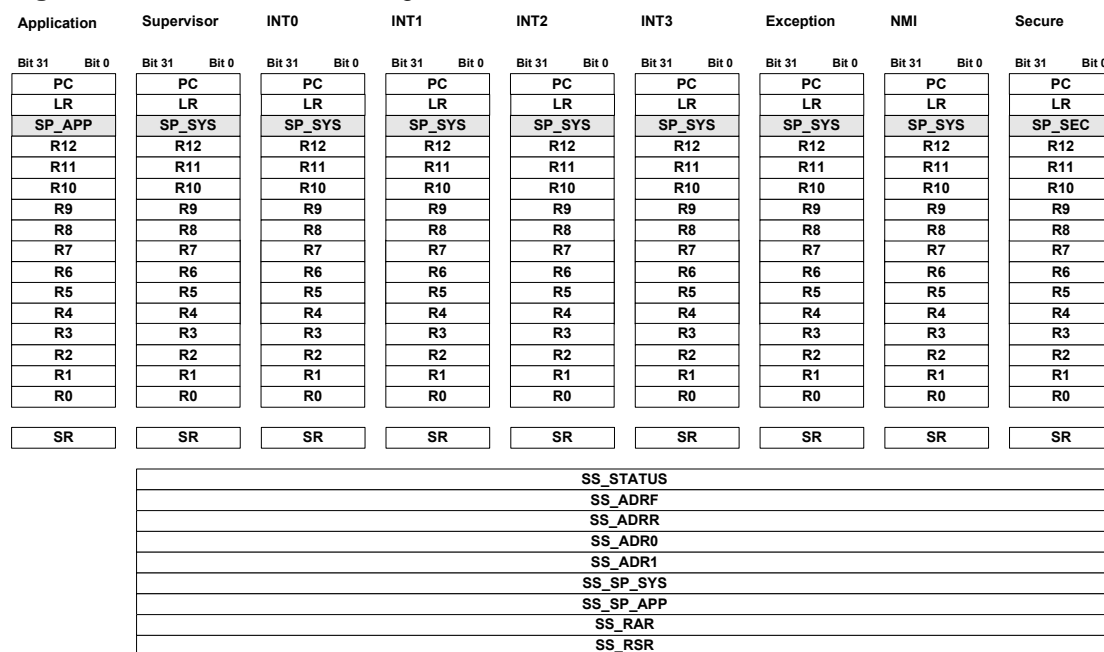 Application Supervisor INT0 INT1 INT2 INT3 Exception NMI Secure
Bit 31 Bit 0 Bit 31 Bit 0 Bit 31 Bit 0 Bit 31 Bit 0 Bit 31 Bit 0 Bit 31 Bit 0 Bit 31 Bit 0 Bit 31 Bit 0 Bit 31 Bit 0
PC PC PC PC PC PC PC PC PC
LR LR LR LR LR LR LR LR LR
SP_APP SP_SYS SP_SYS SP_SYS SP_SYS SP_SYS SP_SYS SP_SYS SP_SEC
R12 R12 R12 R12 R12 R12 R12 R12 R12
R11 R11 R11 R11 R11 R11 R11 R11 R11
R10 R10 R10 R10 R10 R10 R10 R10 R10
R9 R9 R9 R9 R9 R9 R9 R9 R9
R8 R8 R8 R8 R8 R8 R8 R8 R8
R7 R7 R7 R7 R7 R7 R7 R7 R7
R6 R6 R6 R6 R6 R6 R6 R6 R6
R5 R5 R5 R5 R5 R5 R5 R5 R5
R4 R4 R4 R4 R4 R4 R4 R4 R4
R3 R3 R3 R3 R3 R3 R3 R3 R3
R2 R2 R2 R2 R2 R2 R2 R2 R2
R1 R1 R1 R1 R1 R1 R1 R1 R1
R0 R0 R0 R0 R0 R0 R0 R0 R0
SR SR SR SR SR SR SR SR SR
SS_STATUS
SS_ADRF
SS_ADRR
SS_ADR0
SS_ADR1
SS_SP_SYS
SS_SP_APP
SS_RAR
SS_RSR